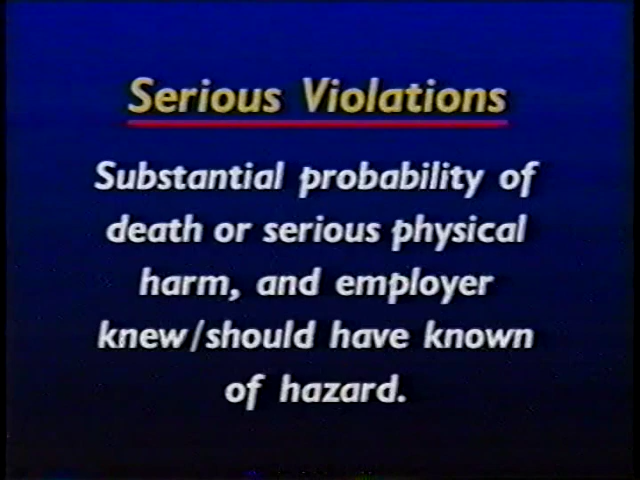 Serious Violations
Substantial probability of
death or serious physical
harm, and employer
knew/should have known
of hazard.